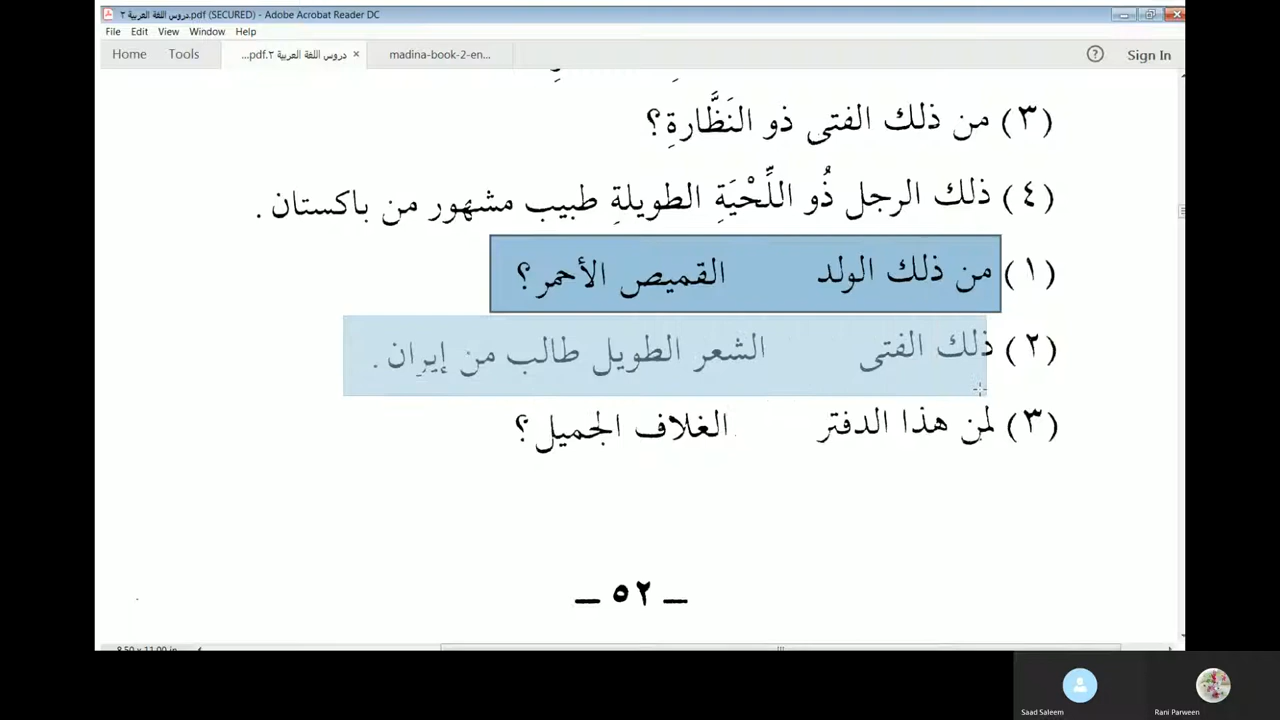 دروس اللغة العربية ٢.pdf (SECURED) - Adobe Acrobat Reader DC
File Edit View Window Help
Home Tools دروس اللغة العربية ٢.pdf... × madina-book-2-en... Sign In
(٣) من ذلك الفتى ذو النَظَّارةِ؟
(٤) ذلك الرجل ذُو اللِّحْيَةِ الطويلةِ طبيب مشهور من باكستان .
(١) من ذلك الولد القميص الأحمر؟
(٢) ذلك الفتى الشعر الطويل طالب من إيران .
(٣) لمن هذا الدفتر الغلاف الجميل؟
ــ ٥٢ ــ
Saad Saleem Rani Parween